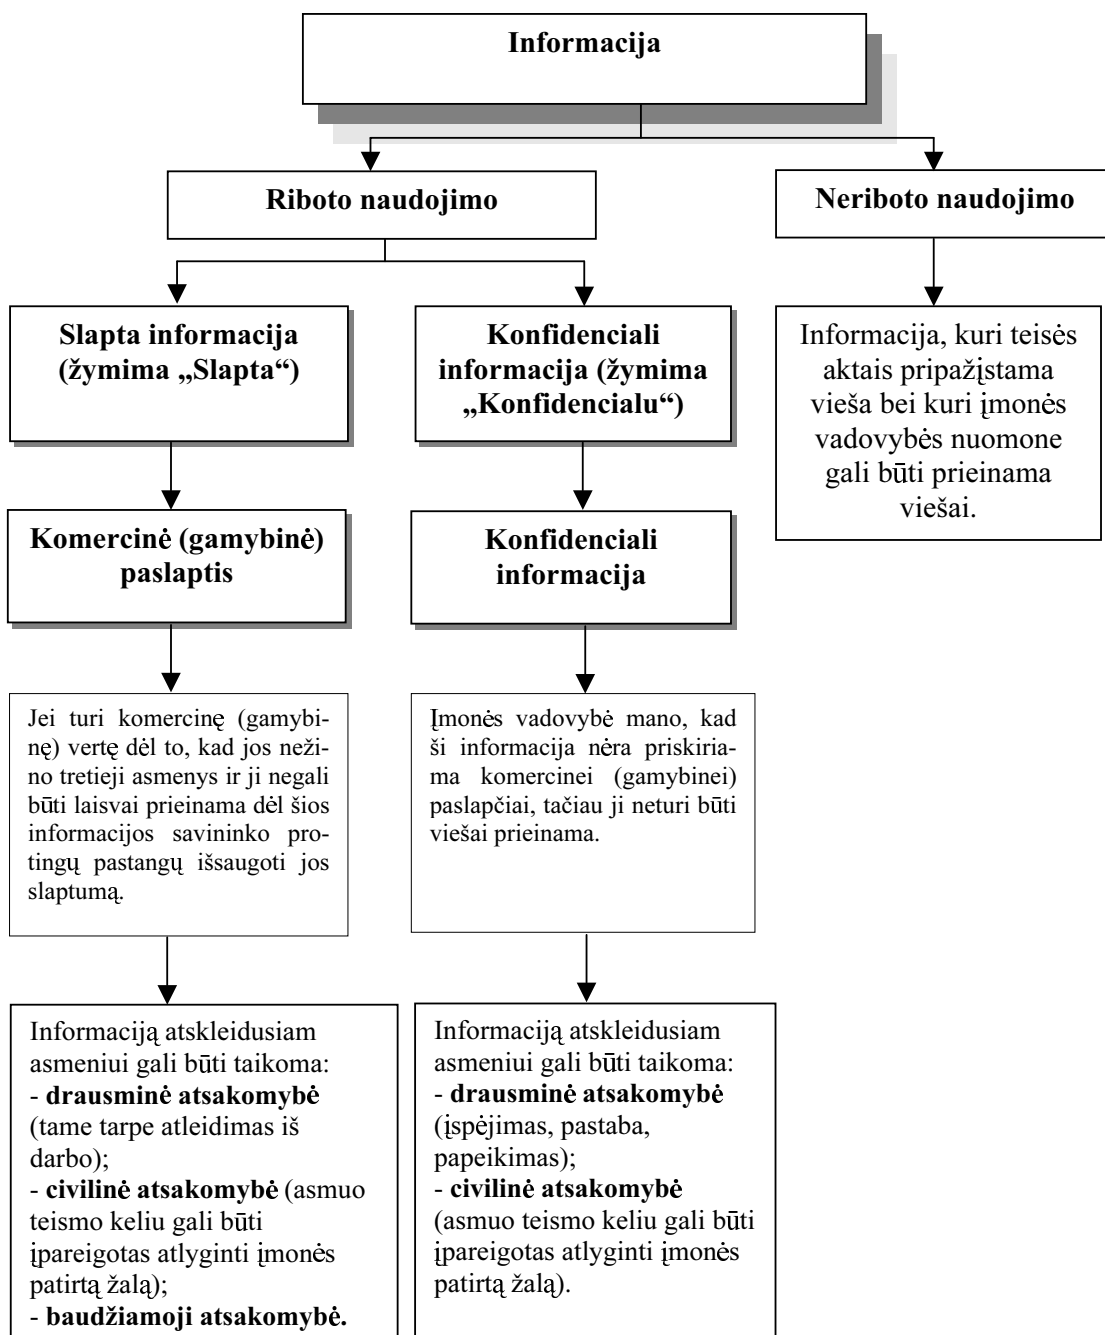 Informacija
Riboto naudojimo
Neriboto naudojimo
Slapta informacija
(žymima „Slapta“)
Konfidenciali
informacija (žymima
„Konfidencialu“)
Informacija, kuri teisės
aktais pripažįstama
vieša bei kuri įmonės
vadovybės nuomone
gali būti prieinama
viešai.
Komercinė (gamybinė)
paslaptis
Konfidenciali
informacija
Jei turi komercinę (gamybi-
nę) vertę dėl to, kad jos neži-
no tretieji asmenys ir ji negali
būti laisvai prieinama dėl šios
informacijos savininko pro-
tingų pastangų išsaugoti jos
slaptumą.
Įmonės vadovybė mano, kad
ši informacija nėra priskiria-
ma komercinei (gamybinei)
paslapčiai, tačiau ji neturi būti
viešai prieinama.
Informaciją atskleidusiam
asmeniui gali būti taikoma:
- drausminė atsakomybė
(tame tarpe atleidimas iš
darbo);
- civilinė atsakomybė (asmuo
teismo keliu gali būti
įpareigotas atlyginti įmonės
patirtą žalą);
- baudžiamoji atsakomybė.
Informaciją atskleidusiam
asmeniui gali būti taikoma:
- drausminė atsakomybė
(įspėjimas, pastaba,
papeikimas);
- civilinė atsakomybė
(asmuo teismo keliu gali būti
įpareigotas atlyginti įmonės
patirtą žalą).